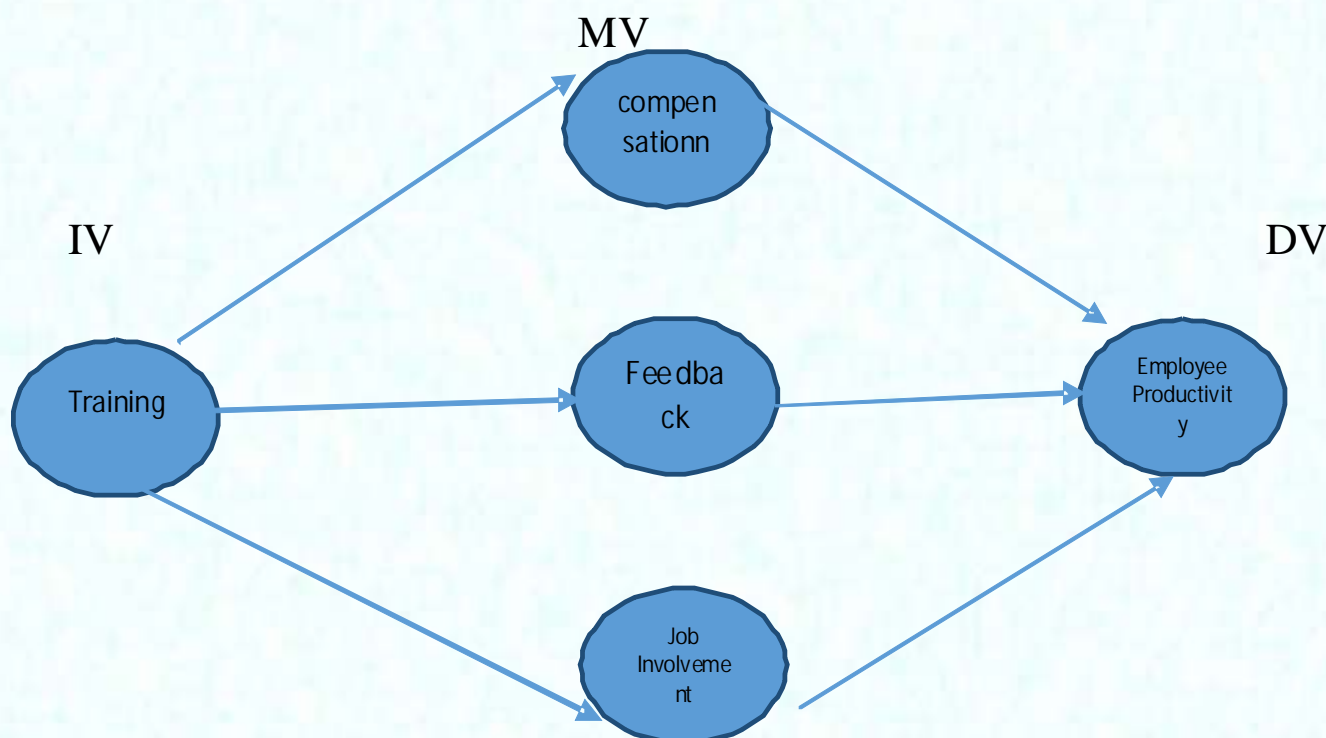 MV
compen
sationn
IV
DV
Training
Feedba
ck
Employee
Productivit
y
Job
Involveme
nt